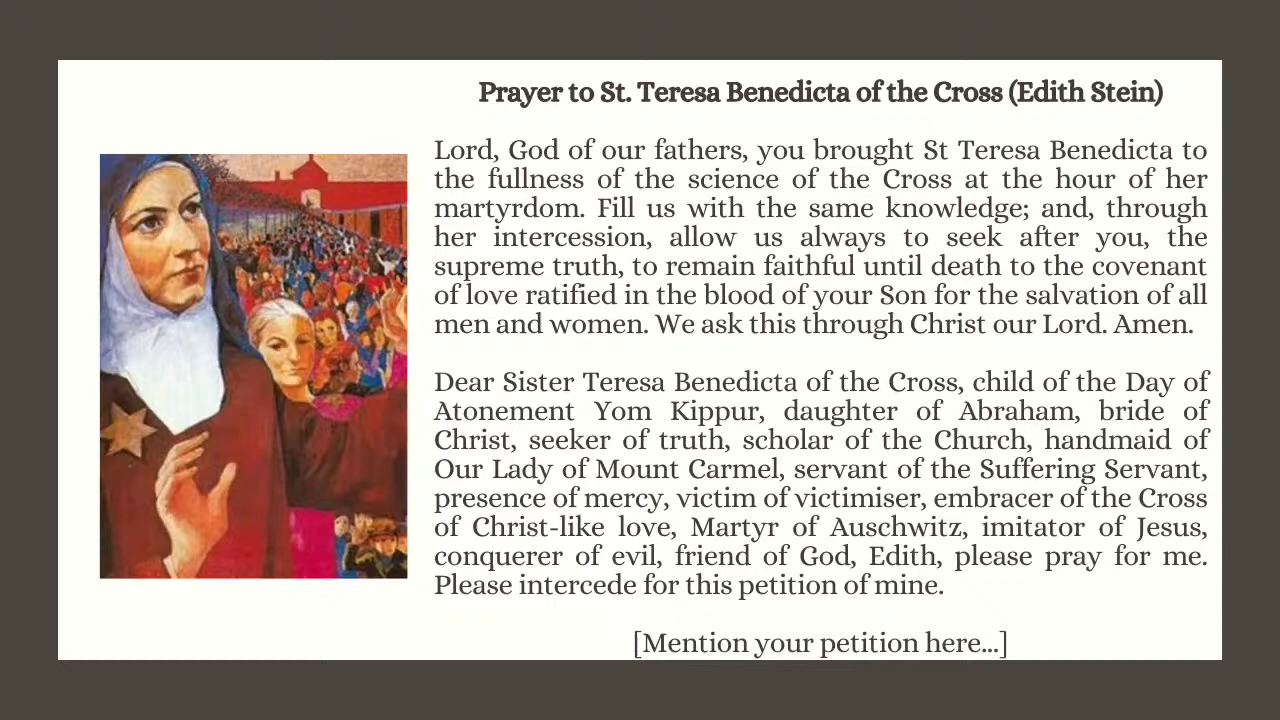 Prayer to St. Teresa Benedicta of the Cross (Edith Stein)
Lord, God of our fathers, you brought St Teresa Benedicta to
the fullness of the science of the Cross at the hour of her
martyrdom. Fill us with the same knowledge; and, through
her intercession, allow us always to seek after you, the
supreme truth, to remain faithful until death to the covenant
of love ratified in the blood of your Son for the salvation of all
men and women. We ask this through Christ our Lord. Amen.
Dear Sister Teresa Benedicta of the Cross, child of the Day of
Atonement Yom Kippur, daughter of Abraham, bride of
Christ, seeker of truth, scholar of the Church, handmaid of
Our Lady of Mount Carmel, servant of the Suffering Servant,
presence of mercy, victim of victimiser, embracer of the Cross
of Christ-like love, Martyr of Auschwitz, imitator of Jesus,
conquerer of evil, friend of God, Edith, please pray for me.
Please intercede for this petition of mine.
[Mention your petition here...]